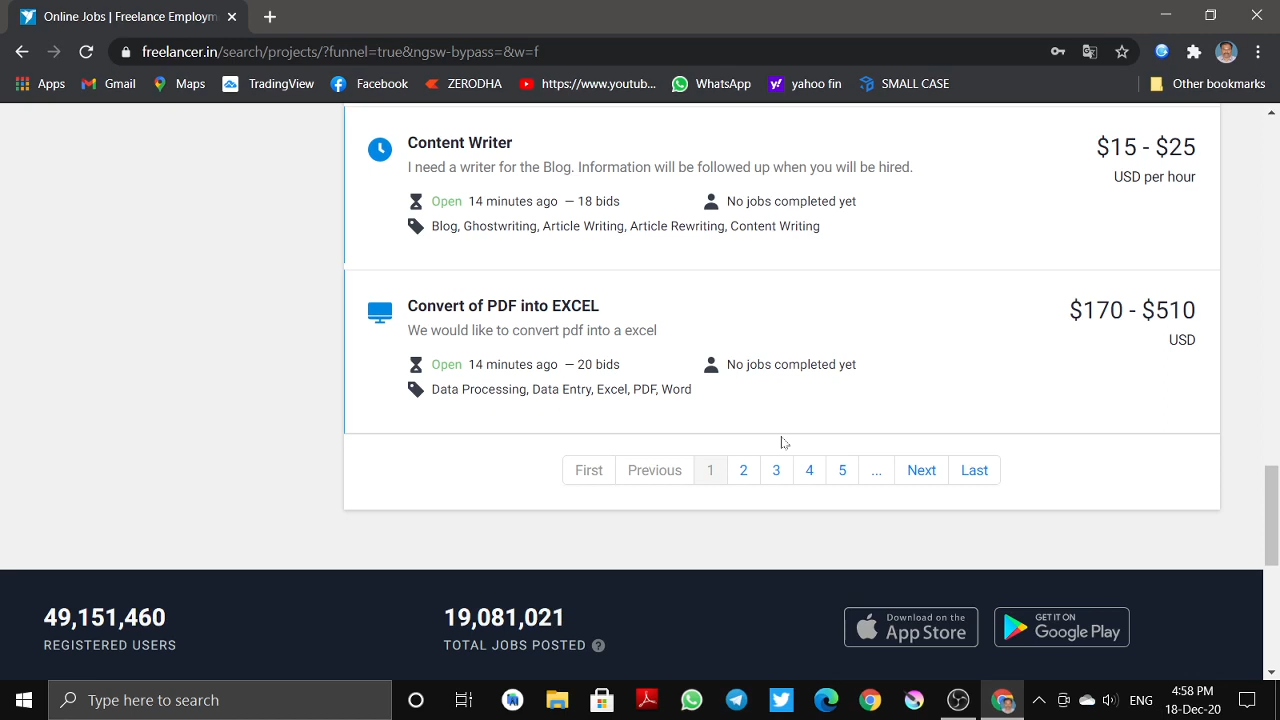 Online Jobs | Freelance Employm
freelancer.in/search/projects/?funnel=true&ngsw-bypass=&w=f
Apps Gmail Maps TradingView Facebook ZERODHA https://www.youtub... WhatsApp yahoo fin SMALL CASE Other bookmarks
Content Writer $15 - $25
I need a writer for the Blog. Information will be followed up when you will be hired. USD per hour
Open 14 minutes ago — 18 bids No jobs completed yet
Blog, Ghostwriting, Article Writing, Article Rewriting, Content Writing
Convert of PDF into EXCEL $170 - $510
We would like to convert pdf into a excel USD
Open 14 minutes ago — 20 bids No jobs completed yet
Data Processing, Data Entry, Excel, PDF, Word
First Previous 1 2 3 4 5 ... Next Last
49,151,460 19,081,021 Download on the App Store GET IT ON Google Play
REGISTERED USERS TOTAL JOBS POSTED ?
Type here to search ENG 4:58 PM
18-Dec-20